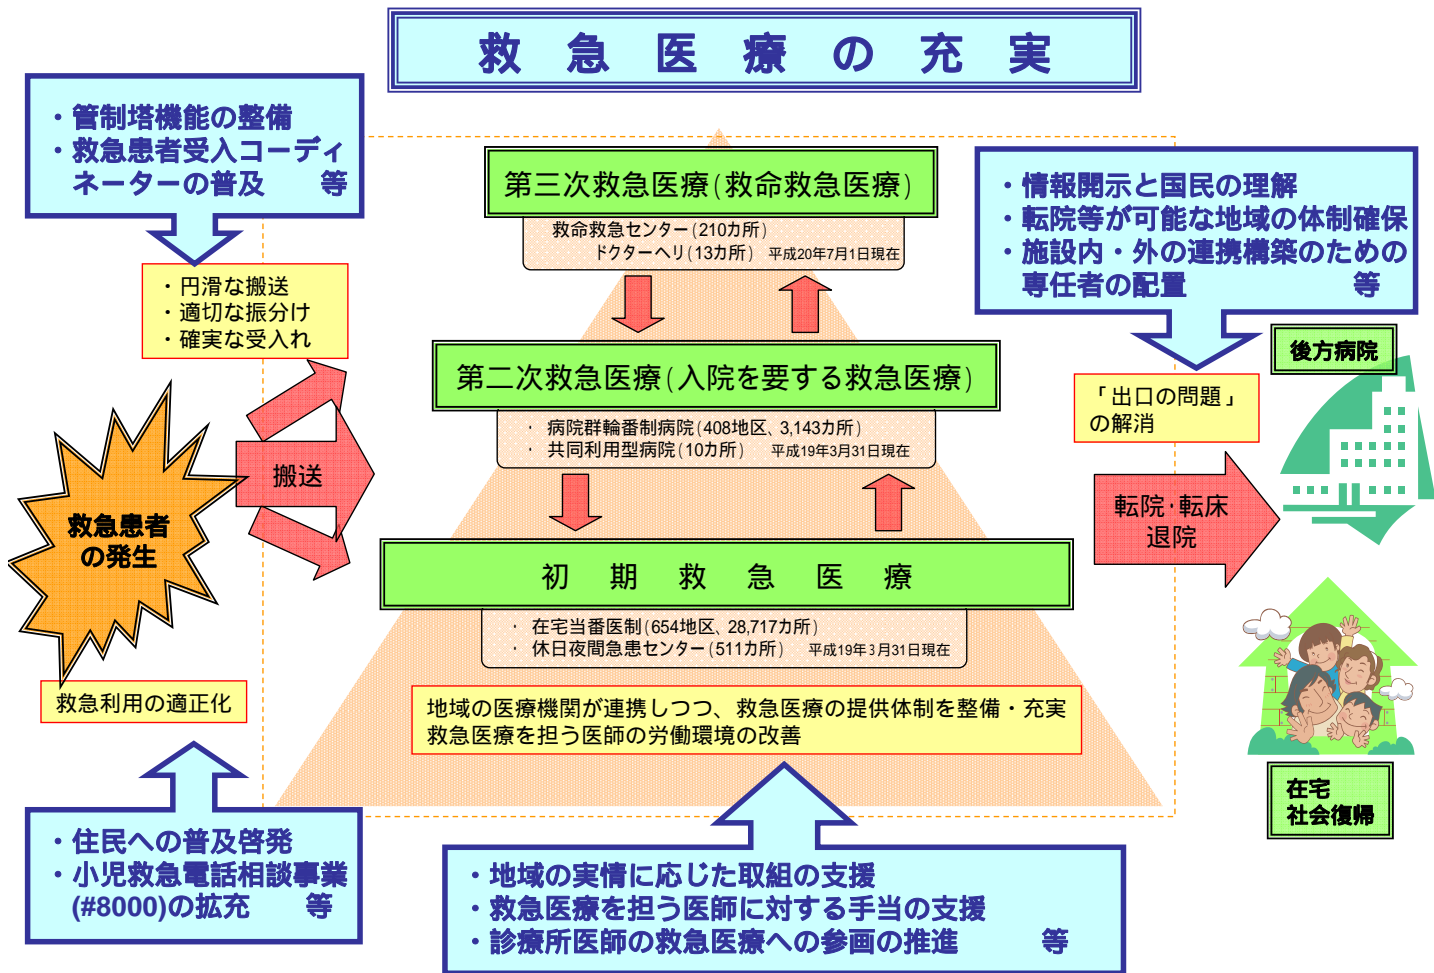 救急医療の充実
・管制塔機能の整備
・救急患者受入コーディ
ネーターの普及　　等
・円滑な搬送
・適切な振分け
・確実な受入れ
救急患者
の発生
搬送
救急利用の適正化
・住民への普及啓発
・小児救急電話相談事業
(#8000)の拡充　　等
第三次救急医療(救命救急医療)
救命救急センター(210カ所)
ドクターヘリ(13カ所)　平成20年7月1日現在
第二次救急医療(入院を要する救急医療)
・ 病院群輪番制病院(408地区、3,143カ所)
・ 共同利用型病院(10カ所)　平成19年3月31日現在
初期救急医療
・ 在宅当番医制(654地区、28,717カ所)
・ 休日夜間急患センター(511カ所)　平成19年3月31日現在
地域の医療機関が連携しつつ、救急医療の提供体制を整備・充実
救急医療を担う医師の労働環境の改善
・地域の実情に応じた取組の支援
・救急医療を担う医師に対する手当の支援
・診療所医師の救急医療への参画の推進　　等
・情報開示と国民の理解
・転院等が可能な地域の体制確保
・施設内・外の連携構築のための
専任者の配置　　等
「出口の問題」
の解消
転院・転床
退院
後方病院
在宅
社会復帰